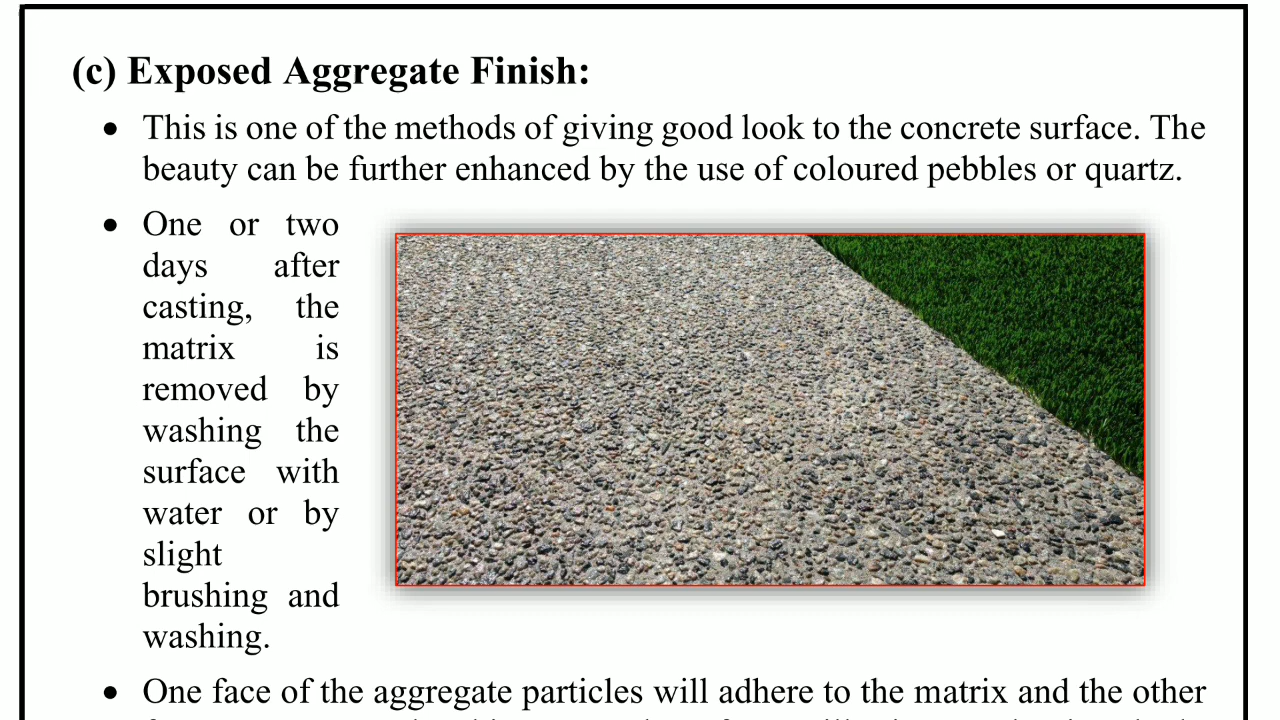 (c) Exposed Aggregate Finish:
• This is one of the methods of giving good look to the concrete surface. The
beauty can be further enhanced by the use of coloured pebbles or quartz.
• One or two
days after
casting, the
matrix is
removed by
washing the
surface with
water or by
slight
brushing and
washing.
• One face of the aggregate particles will adhere to the matrix and the other